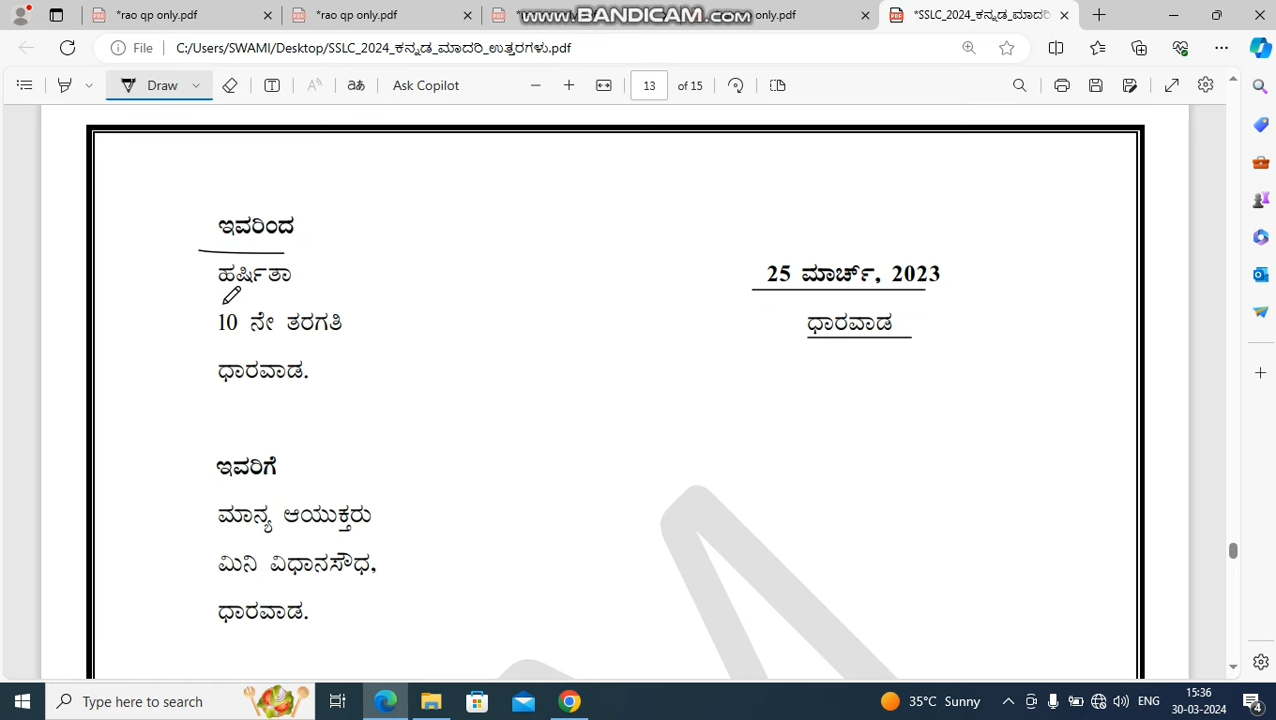 *rao qp only.pdf
*rao qp only.pdf
only.pdf
*SSLC_2024_ಕನ್ನಡ_ಮಾದರಿ
www.BANDICAM.com
File
C:/Users/SWAMI/Desktop/SSLC_2024_ಕನ್ನಡ_ಮಾದರಿ_ಉತ್ತರಗಳು.pdf
Draw
Ask Copilot
13 of 15
ಇವರಿಂದ
ಹರ್ಷಿತಾ
25 ಮಾರ್ಚ್, 2023
10 ನೇ ತರಗತಿ
ಧಾರವಾಡ
ಧಾರವಾಡ.
ಇವರಿಗೆ
ಮಾನ್ಯ ಆಯುಕ್ತರು
ಮಿನಿ ವಿಧಾನಸೌಧ,
ಧಾರವಾಡ.
Type here to search
35°C Sunny
ENG
15:36
30-03-2024
4